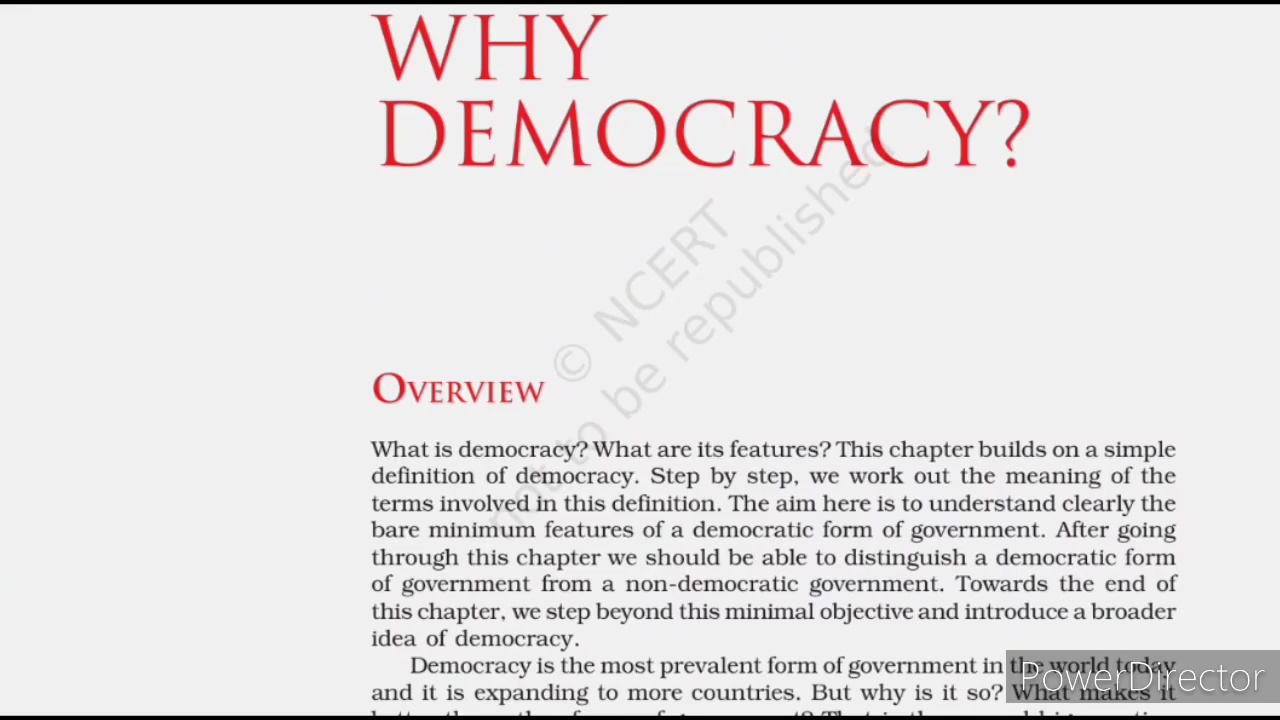 WHY
DEMOCRACY?
© NCERT
not to be republished
OVERVIEW
What is democracy? What are its features? This chapter builds on a simple
definition of democracy. Step by step, we work out the meaning of the
terms involved in this definition. The aim here is to understand clearly the
bare minimum features of a democratic form of government. After going
through this chapter we should be able to distinguish a democratic form
of government from a non-democratic government. Towards the end of
this chapter, we step beyond this minimal objective and introduce a broader
idea of democracy.
Democracy is the most prevalent form of government in the world today
and it is expanding to more countries. But why is it so? What makes it
PowerDirector